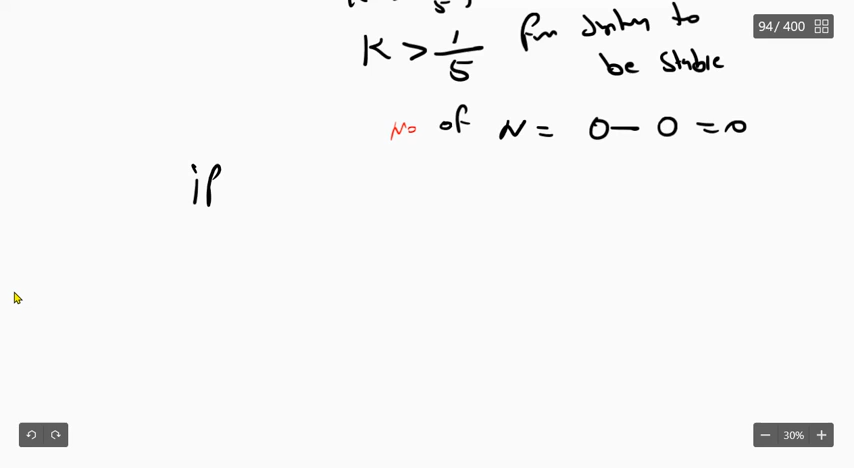 94 / 400
K > 1/5 for system to
be stable
No of N = 0 — 0 = 0
if
30%